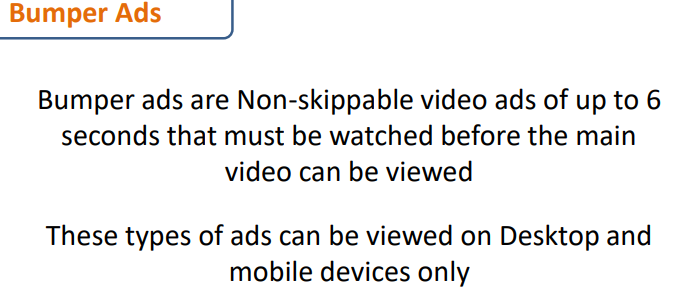 Bumper Ads
Bumper ads are Non-skippable video ads of up to 6
seconds that must be watched before the main
video can be viewed
These types of ads can be viewed on Desktop and
mobile devices only